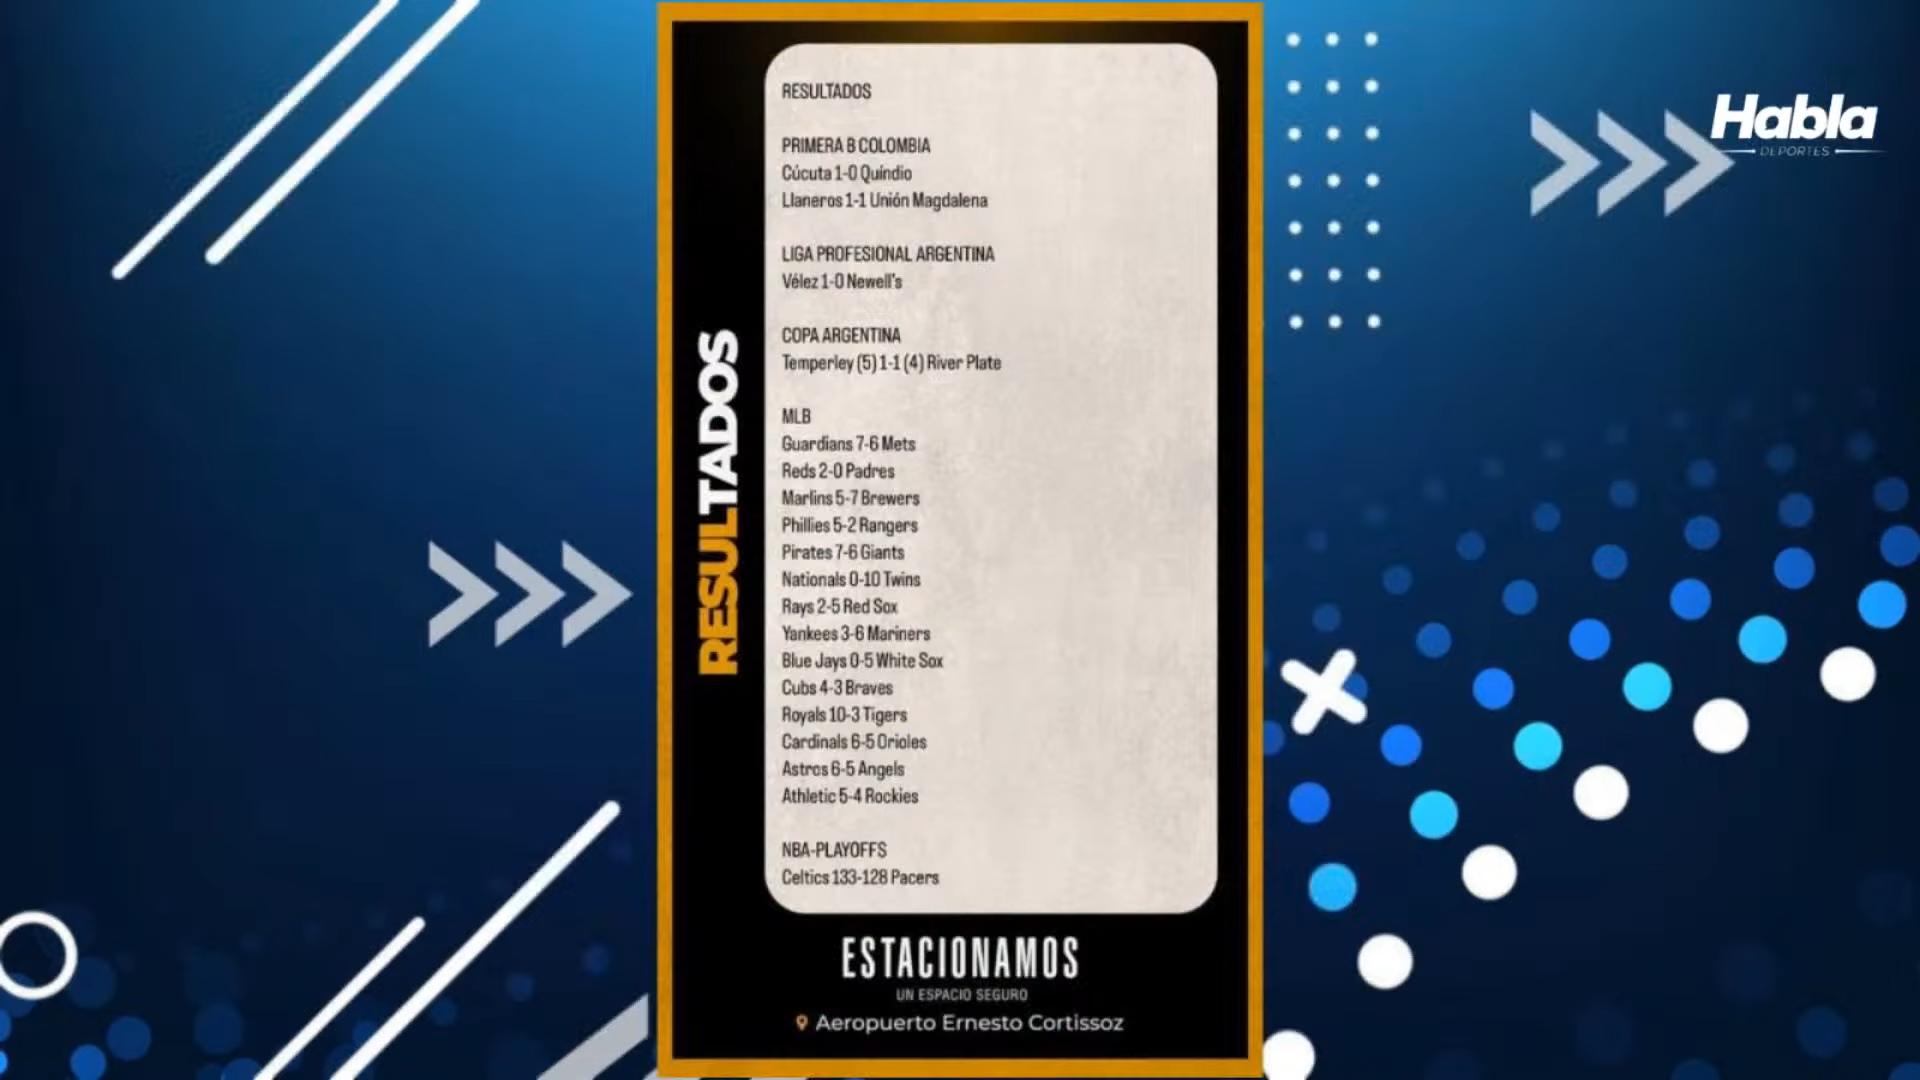 Habla
DEPORTES
RESULTADOS
RESULTADOS
PRIMERA B COLOMBIA
Cúcuta 1-0 Quindio
Llaneros 1-1 Unión Magdalena
LIGA PROFESIONAL ARGENTINA
Vélez 1-0 Newell's
COPA ARGENTINA
Temperley (5) 1-1 (4) River Plate
MLB
Guardians 7-6 Mets
Reds 2-0 Padres
Marlins 5-7 Brewers
Phillies 5-2 Rangers
Pirates 7-6 Giants
Nationals 0-10 Twins
Rays 2-5 Red Sox
Yankees 3-6 Mariners
Blue Jays 0-5 White Sox
Cubs 4-3 Braves
Royals 10-3 Tigers
Cardinals 6-5 Orioles
Astros 6-5 Angels
Athletic 5-4 Rockies
NBA-PLAYOFFS
Celtics 133-128 Pacers
ESTACIONAMOS
UN ESPACIO SEGURO
Aeropuerto Ernesto Cortissoz